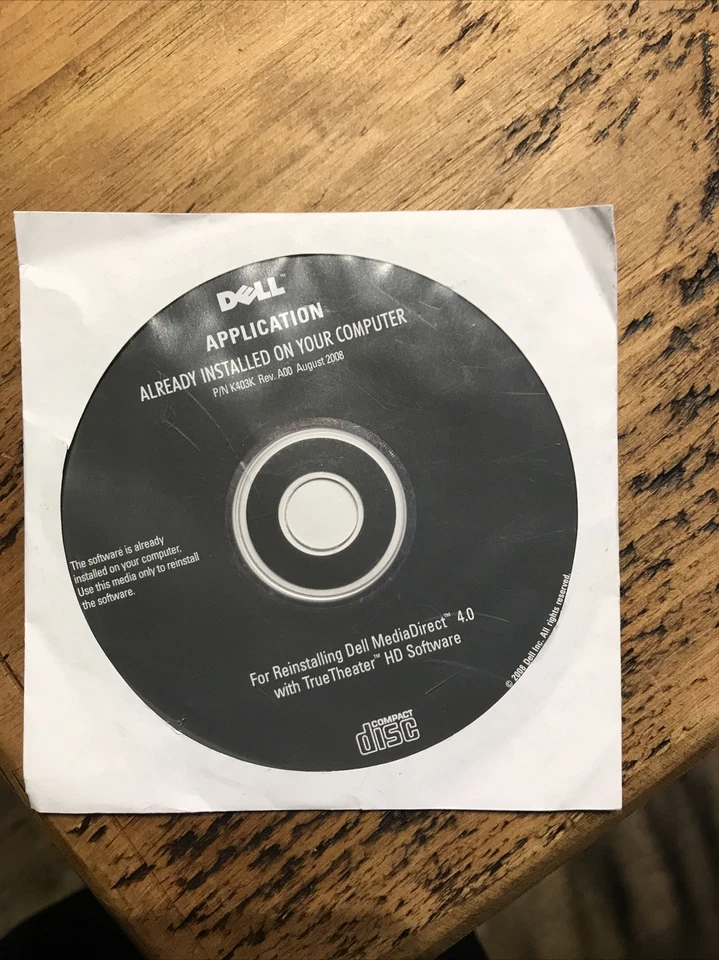 DELL™
APPLICATION
ALREADY INSTALLED ON YOUR COMPUTER
P/N K403K Rev. A00 August 2008
The software is already
installed on your computer.
Use this media only to reinstall
the software.
For Reinstalling Dell MediaDirect™ 4.0
with TrueTheater™ HD Software
© 2008 Dell Inc. All rights reserved.
COMPACT
disc